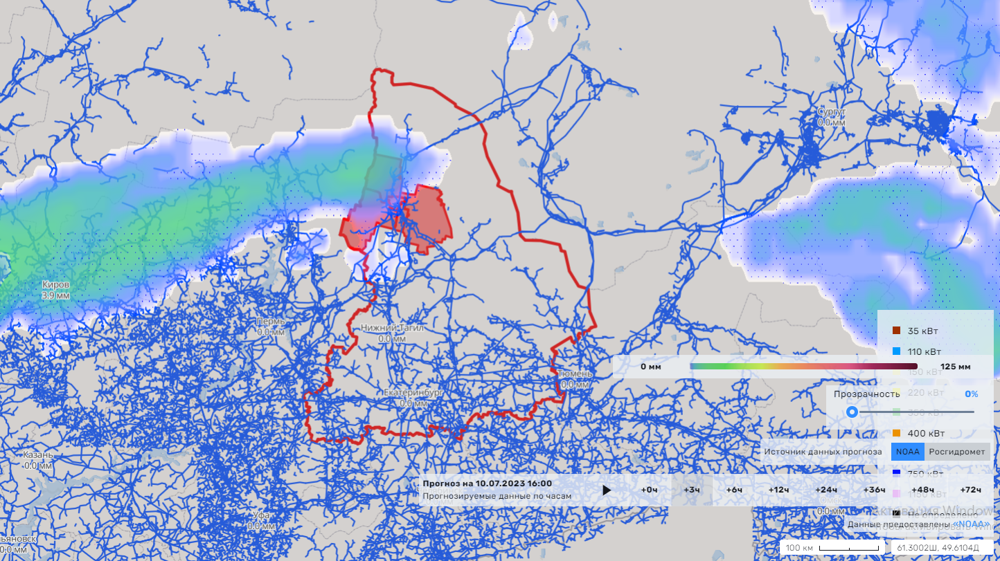 Сургут
0.0 мм
Киров
3.9 мм
Пермь
0.0 мм
Нижний Тагил
0.0 мм
35 кВт
110 кВт
0 мм
125 мм
150 кВт
Тюмень
0.0 мм
Екатеринбург
0.0 мм
Прозрачность
0%
220 кВт
350 кВт
400 кВт
Источник данных прогноза
NOAA
Росгидромет
Казань
0.0 мм
750 кВт
Прогноз на 10.07.2023 16:00
Прогнозируемые данные по часам
+0ч
+3ч
+6ч
+12ч
+24ч
+36ч
+48ч
+72ч
1150 кВт
Омск
0.0 мм
Уфа
0.0 мм
Активация Window
Не определено
Данные предоставлены «NOAA»
ьяновск
0.0 мм
100 км
61.3002Ш, 49.6104Д